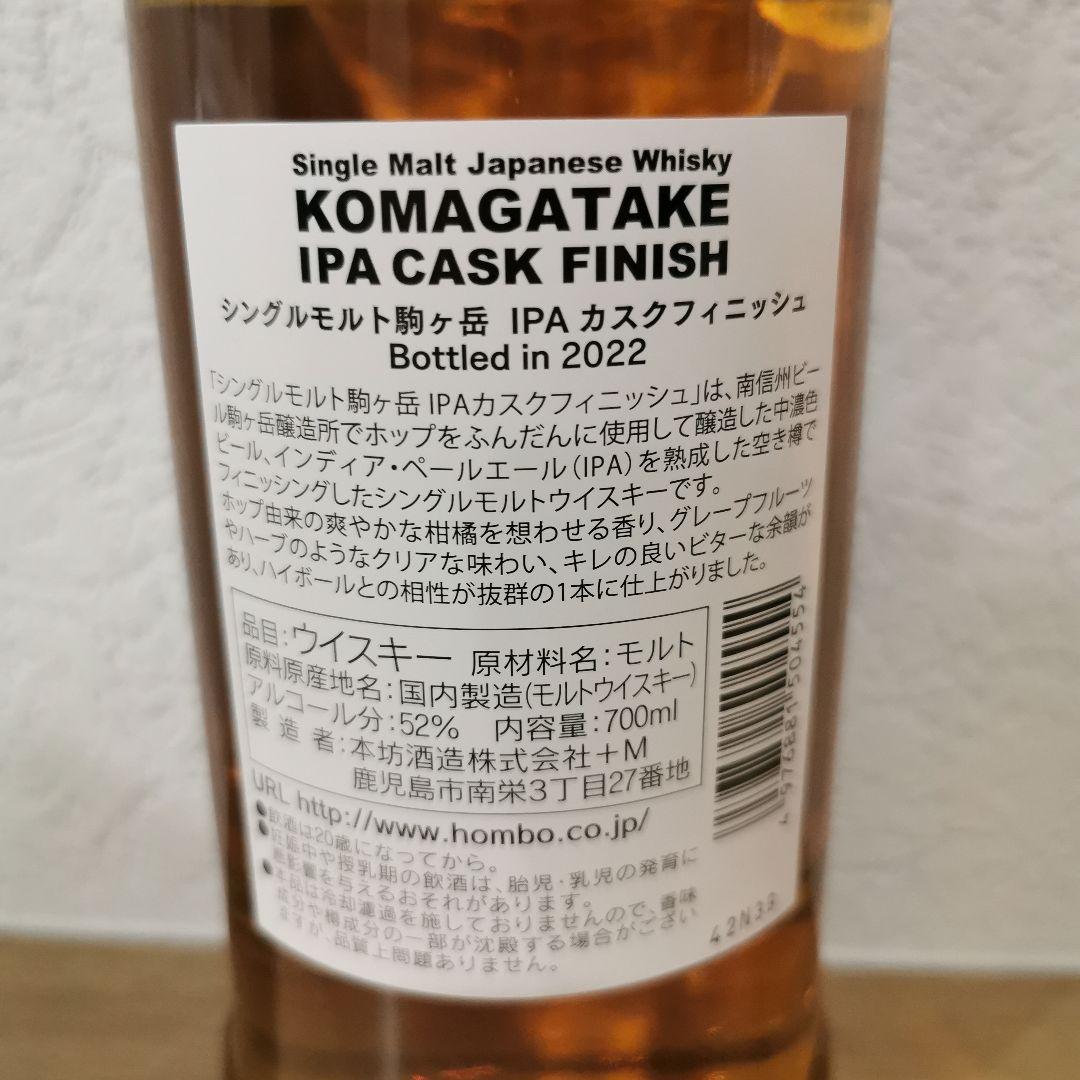 Single Malt Japanese Whisky
KOMAGATAKE
IPA CASK FINISH
シングルモルト駒ヶ岳 IPA カスクフィニッシュ
Bottled in 2022
「シングルモルト駒ヶ岳 IPAカスクフィニッシュ」は、南信州ビー
ル駒ヶ岳醸造所でホップをふんだんに使用して醸造した中濃色
ビール、インディア・ペールエール（IPA）を熟成した空き樽で
フィニッシングしたシングルモルトウイスキーです。
ホップ由来の爽やかな柑橘を想わせる香り、グレープフルーツ
やハーブのようなクリアな味わい、キレの良いビターな余韻が
あり、ハイボールとの相性が抜群の1本に仕上がりました。
品目：ウイスキー 原材料名：モルト
原料原産地名：国内製造(モルトウイスキー)
アルコール分：52% 内容量：700ml
製造者：本坊酒造株式会社＋M
鹿児島市南栄3丁目27番地
URL http://www.hombo.co.jp/
●飲酒は20歳になってから。
●妊娠中や授乳期の飲酒は、胎児・乳児の発育に
悪影響を与えるおそれがあります。
●本品は冷却濾過を施しておりませんので、香味
成分や樽成分の一部が沈殿する場合がござい
ますが、品質上問題ありません。
4 976881 504554
42N39